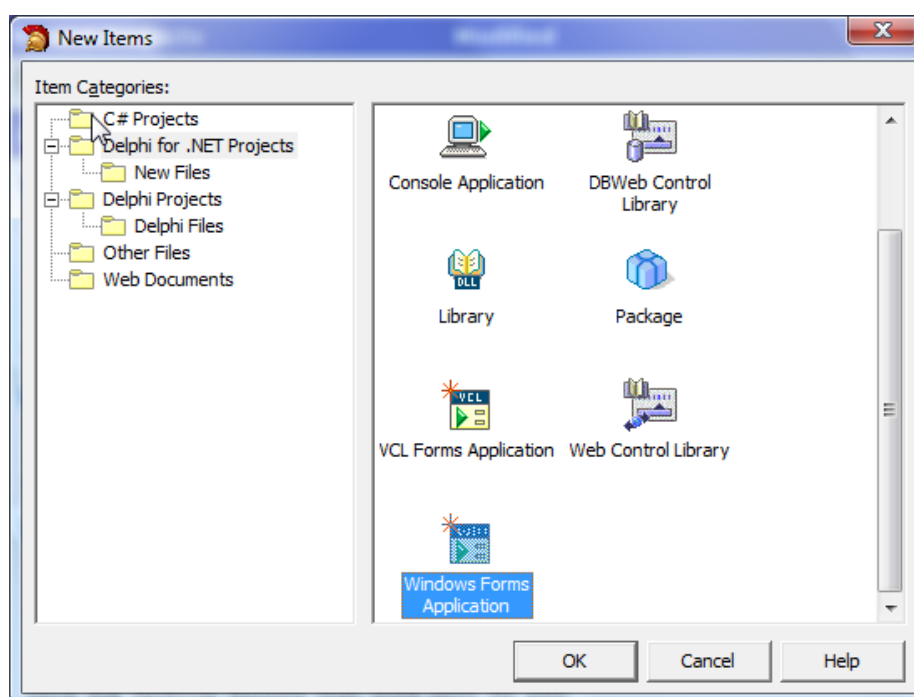 New Items
Item Categories:
C# Projects
Delphi for .NET Projects
New Files
Delphi Projects
Delphi Files
Other Files
Web Documents
Console Application
DBWeb Control
Library
DLL
Library
Package
VCL
VCL Forms Application
Web Control Library
Windows Forms
Application
OK
Cancel
Help